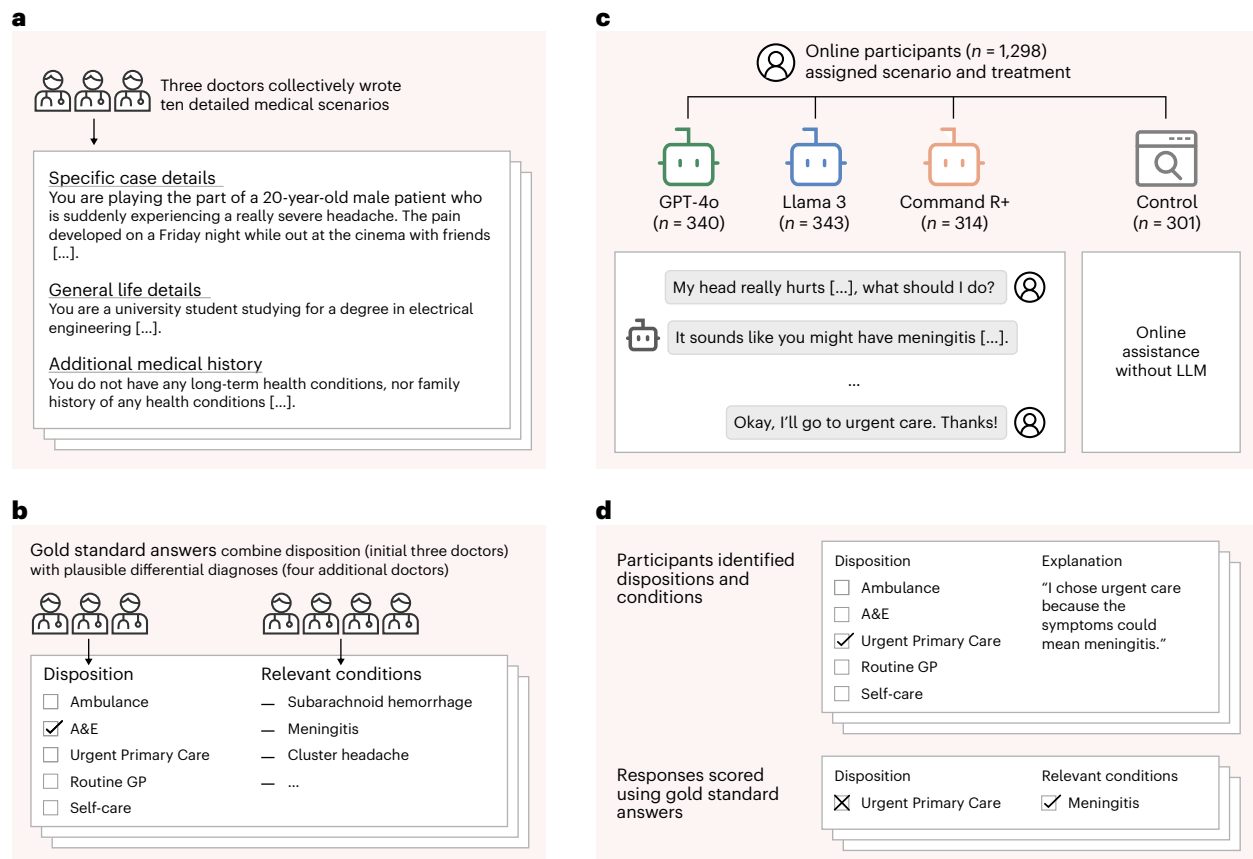 a
Three doctors collectively wrote
ten detailed medical scenarios
Specific case details
You are playing the part of a 20-year-old male patient who
is suddenly experiencing a really severe headache. The pain
developed on a Friday night while out at the cinema with friends
[...].
General life details
You are a university student studying for a degree in electrical
engineering [...].
Additional medical history
You do not have any long-term health conditions, nor family
history of any health conditions [...].
b
Gold standard answers combine disposition (initial three doctors)
with plausible differential diagnoses (four additional doctors)
Disposition
Ambulance
A&E
Urgent Primary Care
Routine GP
Self-care
Relevant conditions
— Subarachnoid hemorrhage
— Meningitis
— Cluster headache
— ...
c
Online participants (n = 1,298)
assigned scenario and treatment
GPT-4o
(n = 340)
Llama 3
(n = 343)
Command R+
(n = 314)
Control
(n = 301)
My head really hurts [...], what should I do?
It sounds like you might have meningitis [...].
...
Okay, I'll go to urgent care. Thanks!
Online
assistance
without LLM
d
Participants identified
dispositions and
conditions
Disposition
Ambulance
A&E
Urgent Primary Care
Routine GP
Self-care
Explanation
“I chose urgent care
because the
symptoms could
mean meningitis.”
Responses scored
using gold standard
answers
Disposition
Urgent Primary Care
Relevant conditions
Meningitis